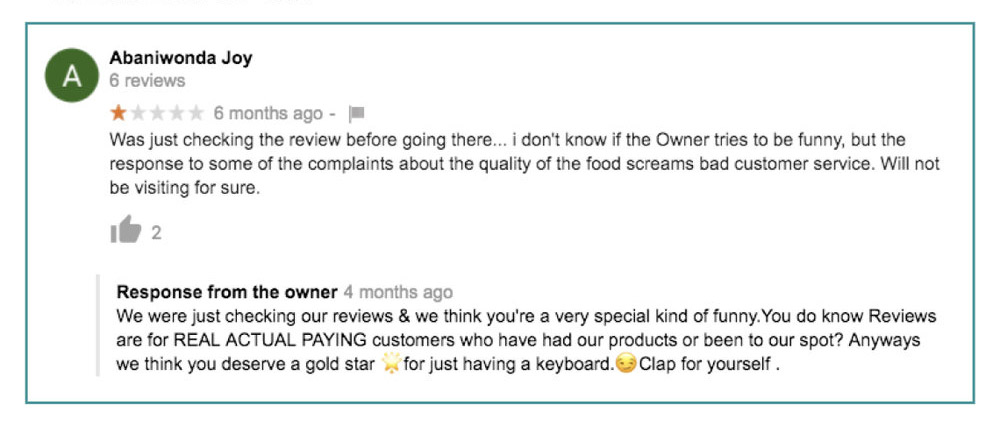 A
Abaniwonda Joy
6 reviews
6 months ago -
Was just checking the review before going there... i don't know if the Owner tries to be funny, but the
response to some of the complaints about the quality of the food screams bad customer service. Will not
be visiting for sure.
2
Response from the owner 4 months ago
We were just checking our reviews & we think you're a very special kind of funny.You do know Reviews
are for REAL ACTUAL PAYING customers who have had our products or been to our spot? Anyways
we think you deserve a gold star 🌟for just having a keyboard.😏Clap for yourself .